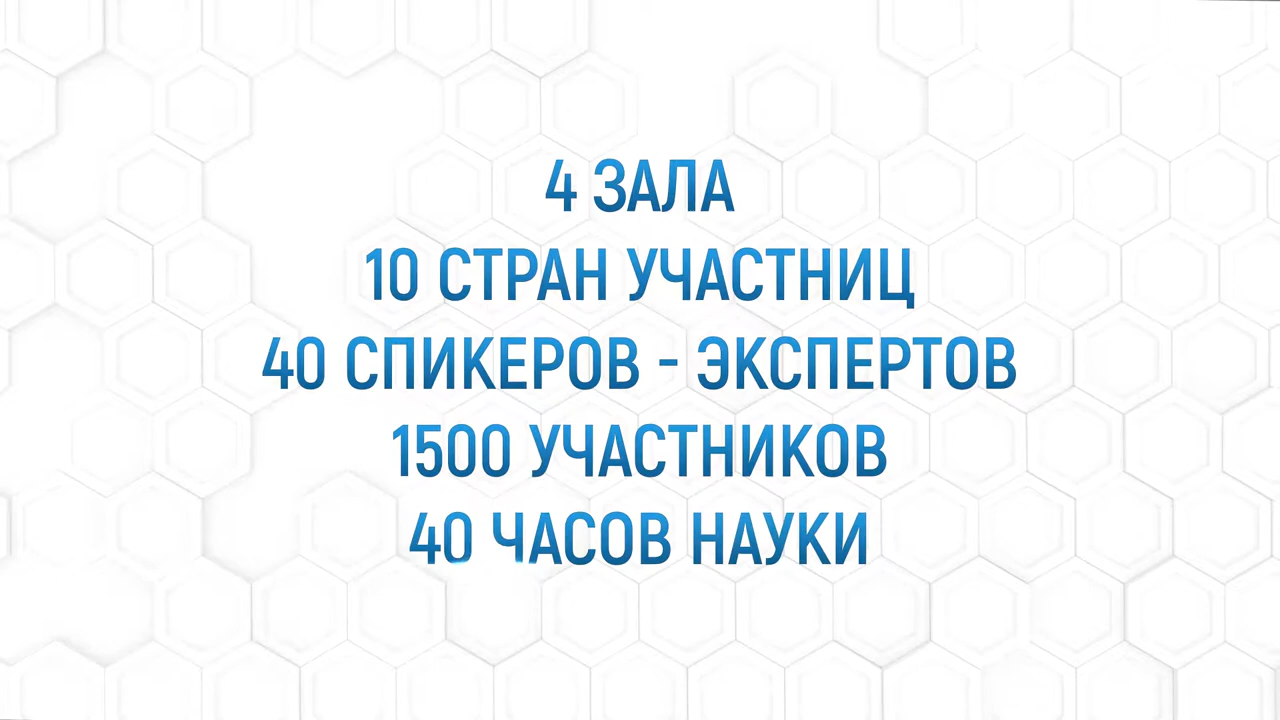 4 ЗАЛА
10 СТРАН УЧАСТНИЦ
40 СПИКЕРОВ - ЭКСПЕРТОВ
1500 УЧАСТНИКОВ
40 ЧАСОВ НАУКИ